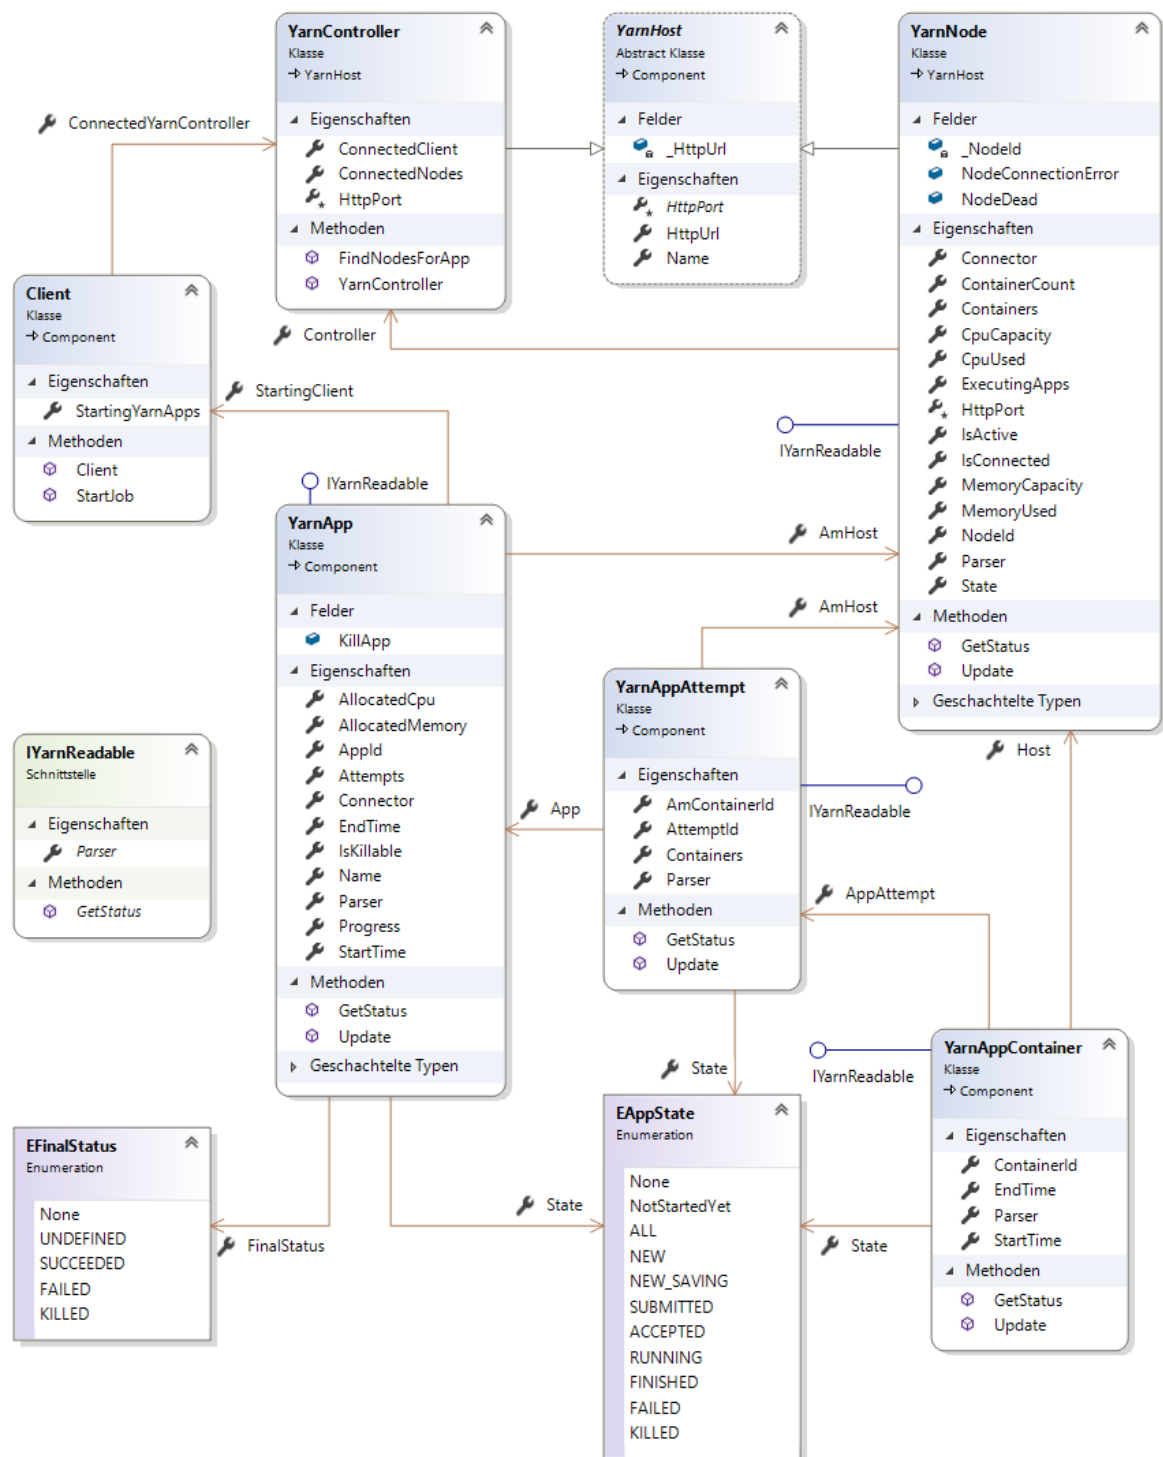 YarnController
Klasse
YarnHost
Eigenschaften
ConnectedClient
ConnectedNodes
HttpPort
Methoden
FindNodesForApp
YarnController
YarnHost
Abstract Klasse
Component
Felder
_HttpUrl
Eigenschaften
HttpPort
HttpUrl
Name
YarnNode
Klasse
YarnHost
Felder
_NodeId
NodeConnectionError
NodeDead
Eigenschaften
Connector
ContainerCount
Containers
CpuCapacity
CpuUsed
ExecutingApps
HttpPort
IsActive
IsConnected
MemoryCapacity
MemoryUsed
NodeId
Parser
State
Methoden
GetStatus
Update
Geschachtelte Typen
ConnectedYarnController
Controller
Client
Klasse
Component
Eigenschaften
StartingYarnApps
Methoden
Client
StartJob
StartingClient
IYarnReadable
IYarnReadable
YarnApp
Klasse
Component
Felder
KillApp
Eigenschaften
AllocatedCpu
AllocatedMemory
AppId
Attempts
Connector
EndTime
IsKillable
Name
Parser
Progress
StartTime
Methoden
GetStatus
Update
Geschachtelte Typen
AmHost
AmHost
YarnAppAttempt
Klasse
Component
Eigenschaften
AmContainerId
AttemptId
Containers
Parser
Methoden
GetStatus
Update
IYarnReadable
Schnittstelle
Eigenschaften
Parser
Methoden
GetStatus
App
Host
IYarnReadable
AppAttempt
State
IYarnReadable
YarnAppContainer
Klasse
Component
Eigenschaften
ContainerId
EndTime
Parser
StartTime
Methoden
GetStatus
Update
EFinalStatus
Enumeration
None
UNDEFINED
SUCCEEDED
FAILED
KILLED
FinalStatus
State
EAppState
Enumeration
None
NotStartedYet
ALL
NEW
NEW_SAVING
SUBMITTED
ACCEPTED
RUNNING
FINISHED
FAILED
KILLED
State